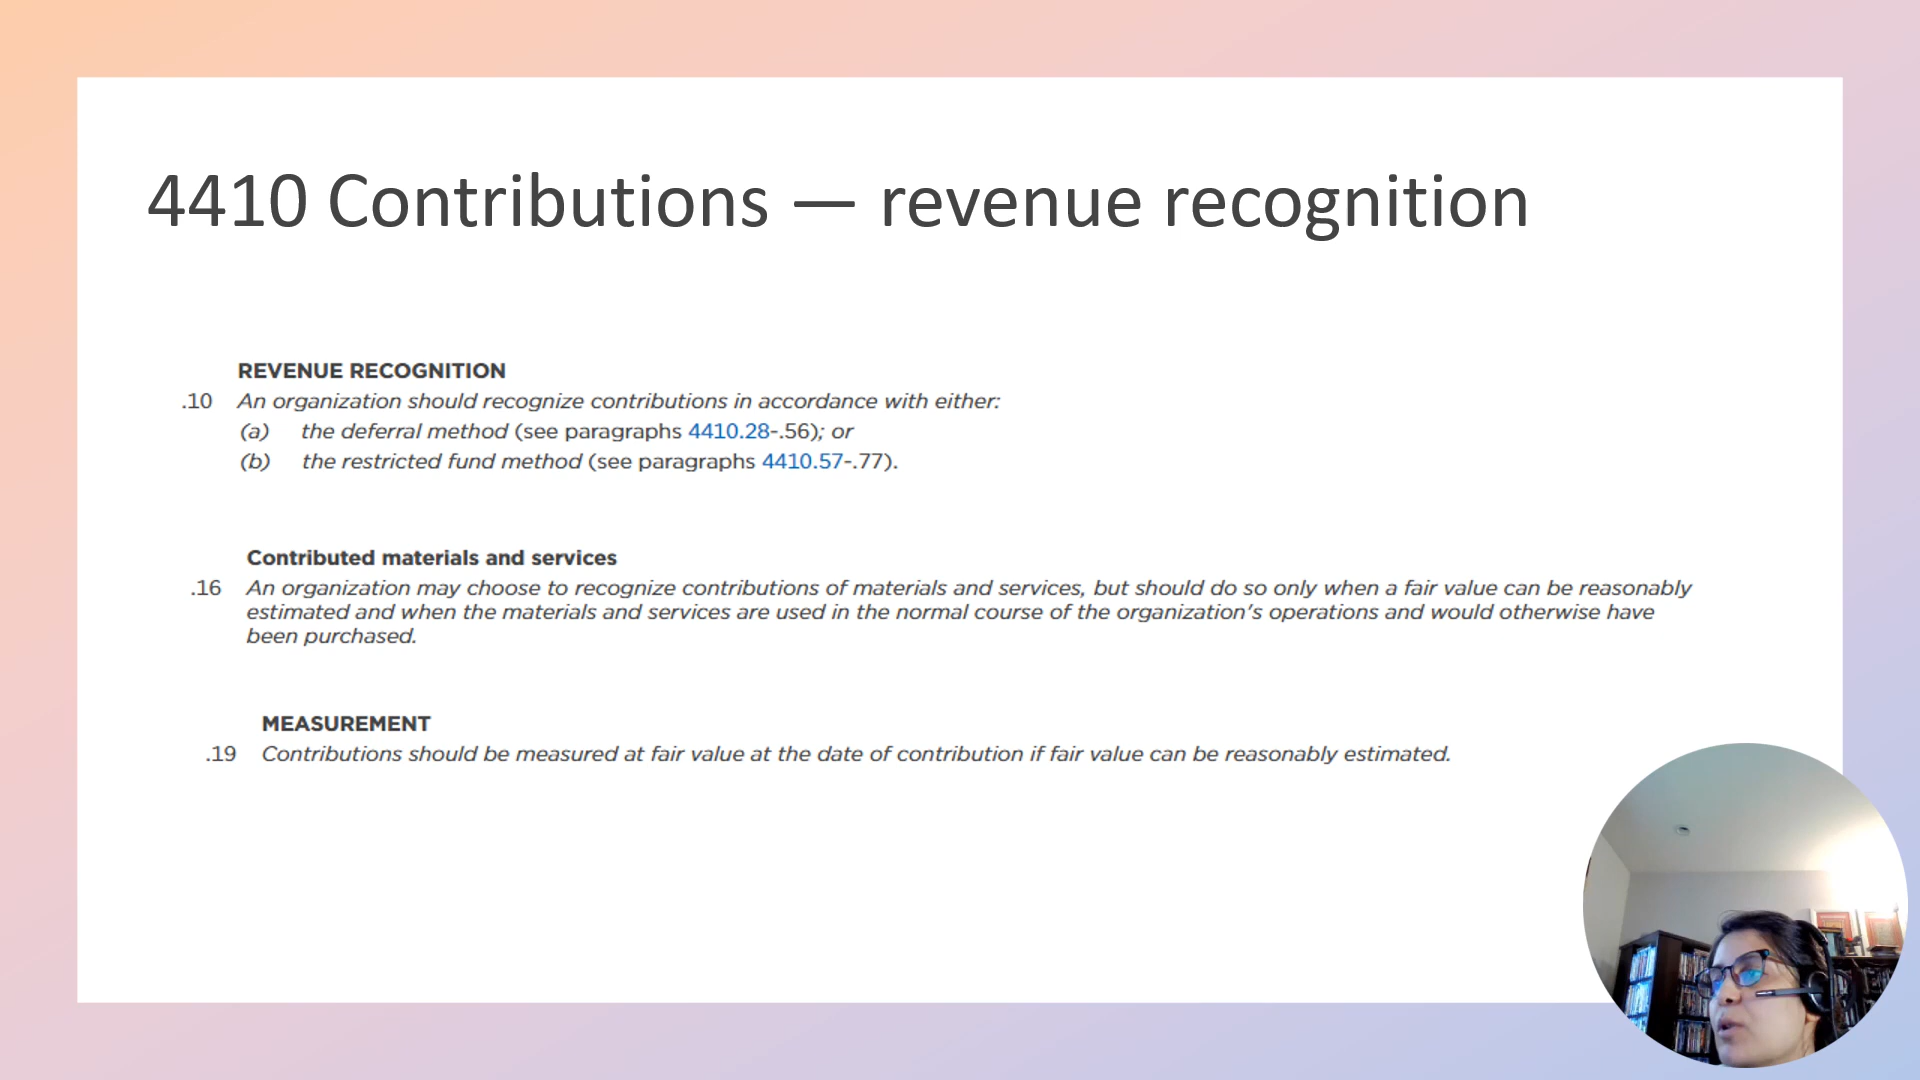 4410 Contributions — revenue recognition
REVENUE RECOGNITION
.10 An organization should recognize contributions in accordance with either:
(a) the deferral method (see paragraphs 4410.28-.56); or
(b) the restricted fund method (see paragraphs 4410.57-.77).
Contributed materials and services
.16 An organization may choose to recognize contributions of materials and services, but should do so only when a fair value can be reasonably
estimated and when the materials and services are used in the normal course of the organization's operations and would otherwise have
been purchased.
MEASUREMENT
.19 Contributions should be measured at fair value at the date of contribution if fair value can be reasonably estimated.